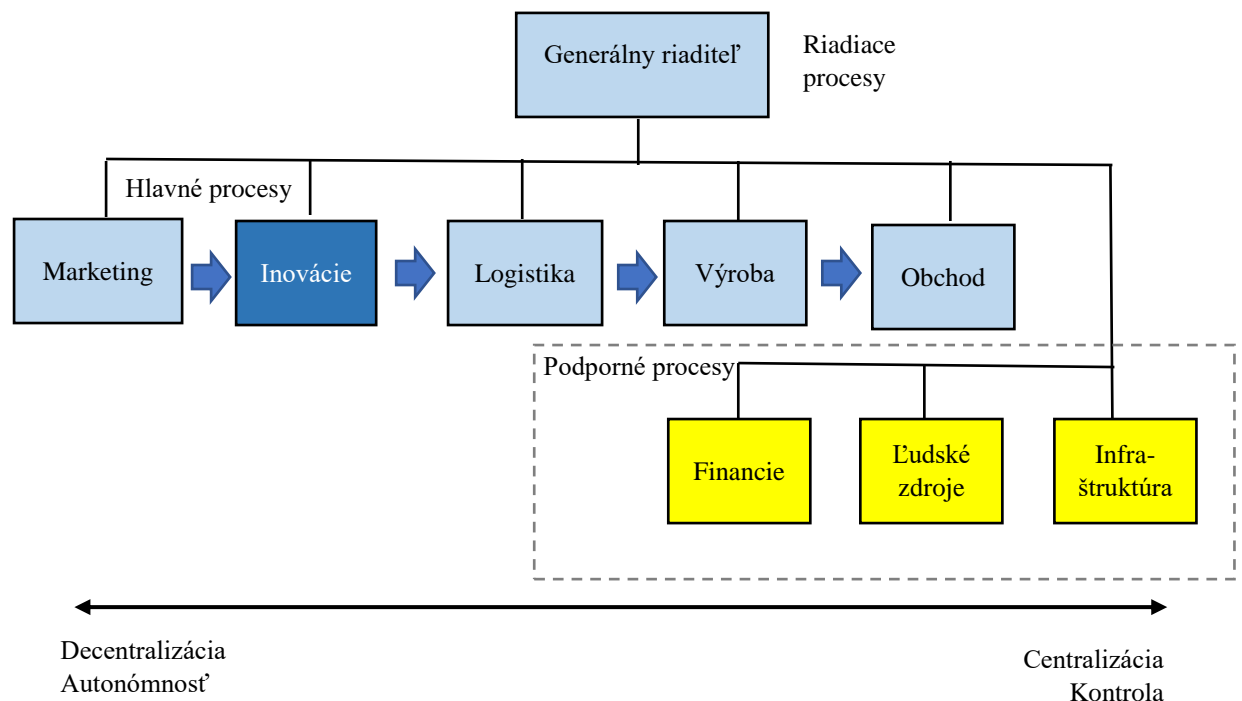 Generálny riaditeľ
Riadiace
procesy
Hlavné procesy
Marketing
Inovácie
Logistika
Výroba
Obchod
Podporné procesy
Financie
Ľudské
zdroje
Infra-
štruktúra
Decentralizácia
Autonómnosť
Centralizácia
Kontrola